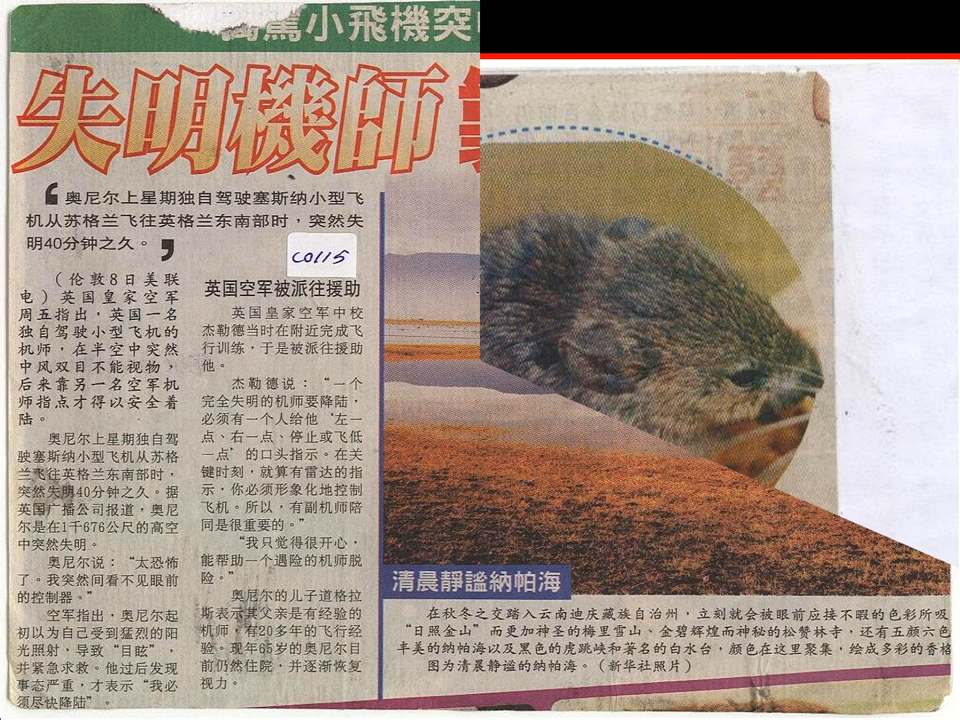 駕小飛機突
失明機師
“奥尼尔上星期独自驾驶塞斯纳小型飞
机从苏格兰飞往英格兰东南部时，突然失
明40分钟之久。”
CO115
（伦敦8日美联
电）英国皇家空军
周五指出，英国一名
独自驾驶小型飞机的
机师，在半空中突然
中风双目不能视物，
后来靠另一名空军机
师指点才得以安全着
陆。
奥尼尔上星期独自驾
驶塞斯纳小型飞机从苏格
兰飞往英格兰东南部时，
突然失明40分钟之久。据
英国广播公司报道，奥尼
尔是在1千676公尺的高空
中突然失明。
奥尼尔说：“太恐怖
了。我突然间看不见眼前
的控制器。”
空军指出，奥尼尔起
初以为自己受到猛烈的阳
光照射，导致“目眩”，
并紧急求救。他过后发现
事态严重，才表示“我必
须尽快降陆”。
英国空军被派往援助
英国皇家空军中校
杰勒德当时在附近完成飞
行训练，于是被派往援助
他。
杰勒德说：“一个
完全失明的机师要降陆，
必须有一个人给他‘左一
点、右一点、停止或飞低
一点’的口头指示。在关
键时刻，就算有雷达的指
示，你必须形象化地控制
飞机。所以，有副机师陪
同是很重要的。”
“我只觉得很开心，
能帮助一个遇险的机师脱
险。”
奥尼尔的儿子道格拉
斯表示其父亲是有经验的
机师，有20多年的飞行经
验。现年65岁的奥尼尔目
前仍然住院，并逐渐恢复
视力。
清晨靜謐納帕海
在秋冬之交踏入云南迪庆藏族自治州，立刻就会被眼前应接不暇的色彩所吸
“日照金山”而更加神圣的梅里雪山、金碧辉煌而神秘的松赞林寺，还有五颜六色
丰美的纳帕海以及黑色的虎跳峡和著名的白水台，颜色在这里聚集，绘成多彩的香格
图为清晨静谧的纳帕海。（新华社照片）